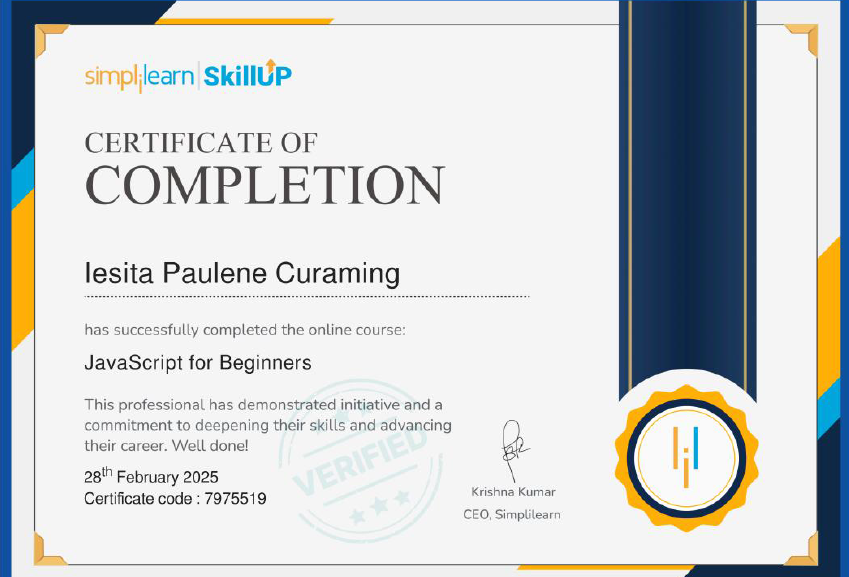 simplilearn | SkillUP
CERTIFICATE OF
COMPLETION
Iesita Paulene Curaming
has successfully completed the online course:
JavaScript for Beginners
This professional has demonstrated initiative and a
commitment to deepening their skills and advancing
their career. Well done!
VERIFIED
28th February 2025
Certificate code : 7975519
Krishna Kumar
CEO, Simplilearn